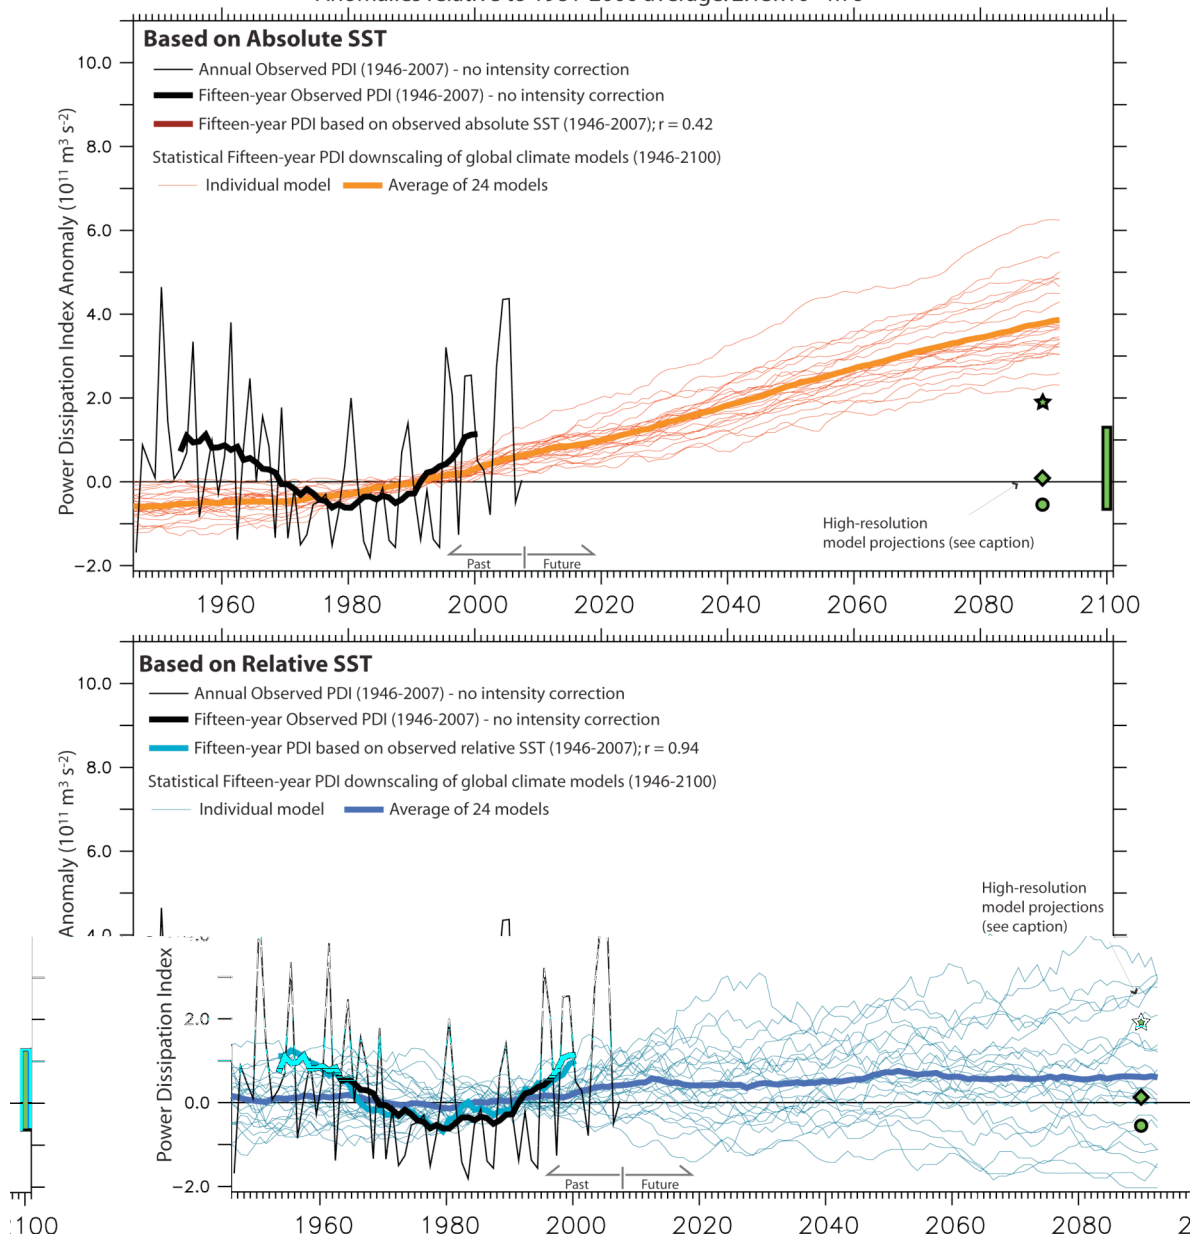 Anomalies relative to 1981-2000 average:
Based on Absolute SST
Annual Observed PDI (1946-2007) - no intensity correction
Fifteen-year Observed PDI (1946-2007) - no intensity correction
Fifteen-year PDI based on observed absolute SST (1946-2007); r = 0.42
Statistical Fifteen-year PDI downscaling of global climate models (1946-2100)
Individual model
Average of 24 models
Power Dissipation Index Anomaly (10¹¹ m³ s⁻²)
10.0
8.0
6.0
4.0
2.0
0.0
−2.0
High-resolution
model projections (see caption)
Past
Future
1960
1980
2000
2020
2040
2060
2080
2100
Based on Relative SST
Annual Observed PDI (1946-2007) - no intensity correction
Fifteen-year Observed PDI (1946-2007) - no intensity correction
Fifteen-year PDI based on observed relative SST (1946-2007); r = 0.94
Statistical Fifteen-year PDI downscaling of global climate models (1946-2100)
Individual model
Average of 24 models
Anomaly (10¹¹ m³ s⁻²)
10.0
8.0
6.0
4.0
High-resolution
model projections
(see caption)
Power Dissipation Index
2.0
0.0
−2.0
Past
Future
100
1960
1980
2000
2020
2040
2060
2080
2